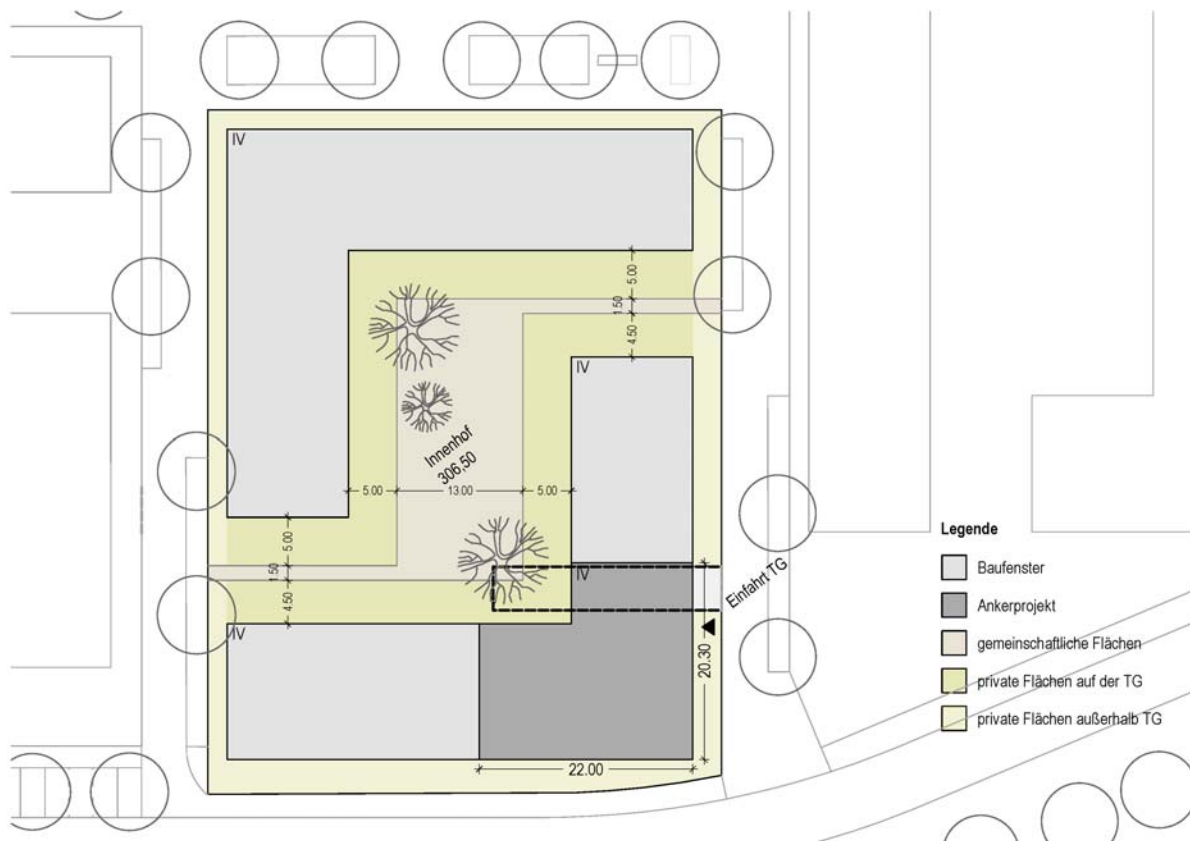 IV
5.00
1.50
4.50
IV
Innenhof
306,50
5.00
13.00
5.00
5.00
1.50
4.50
IV
IV
Einfahrt TG
20.30
22.00
Legende
Baufenster
Ankerprojekt
gemeinschaftliche Flächen
private Flächen auf der TG
private Flächen außerhalb TG